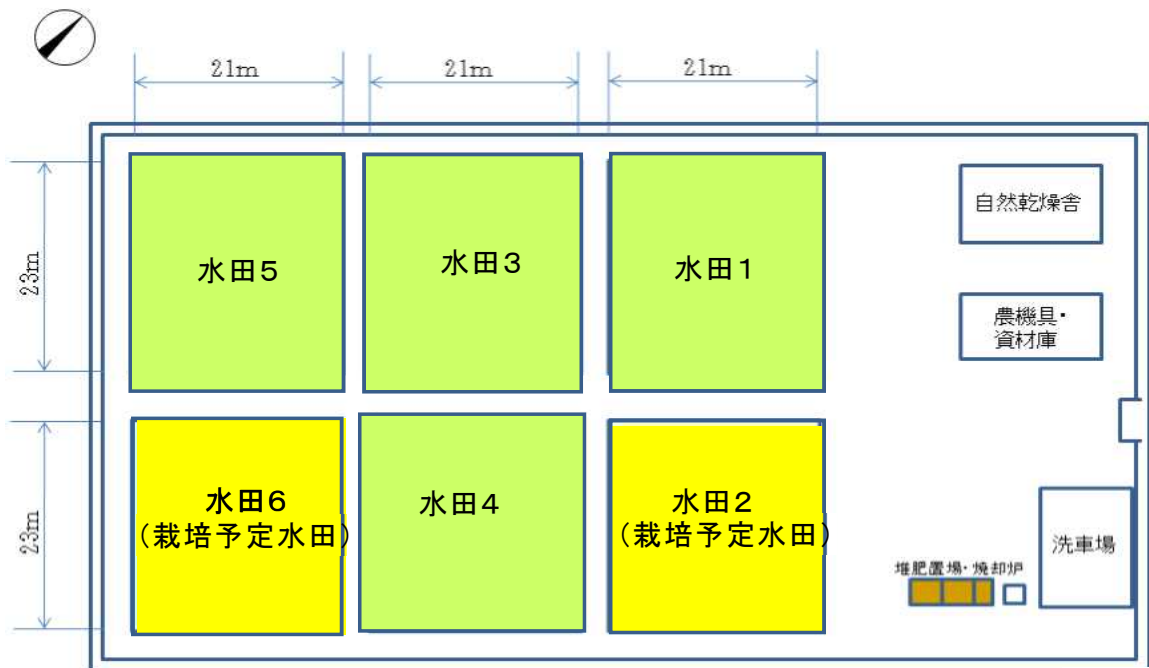 21m
21m
21m
23m
水田5
水田3
水田1
自然乾燥舎
農機具・
資材庫
23m
水田6
(栽培予定水田)
水田4
水田2
(栽培予定水田)
堆肥置場・焼却炉
洗車場